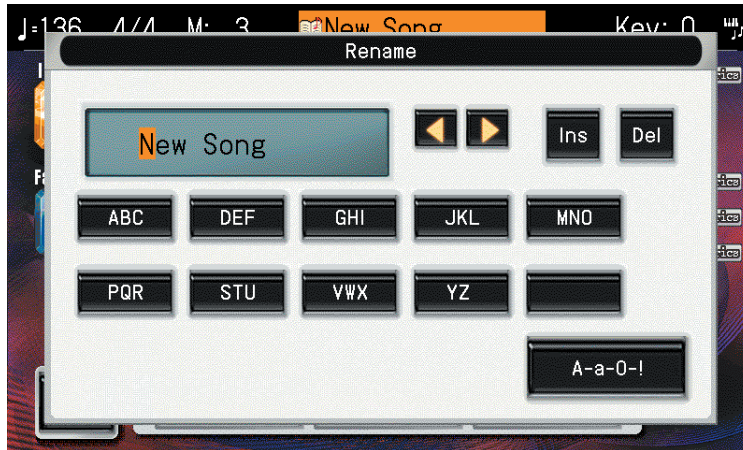 ♩=136 4/4 M: 3 New Song Key: 0
Rename
New Song
Ins Del
ABC DEF GHI JKL MNO
PQR STU VWX YZ
A-a-0-!